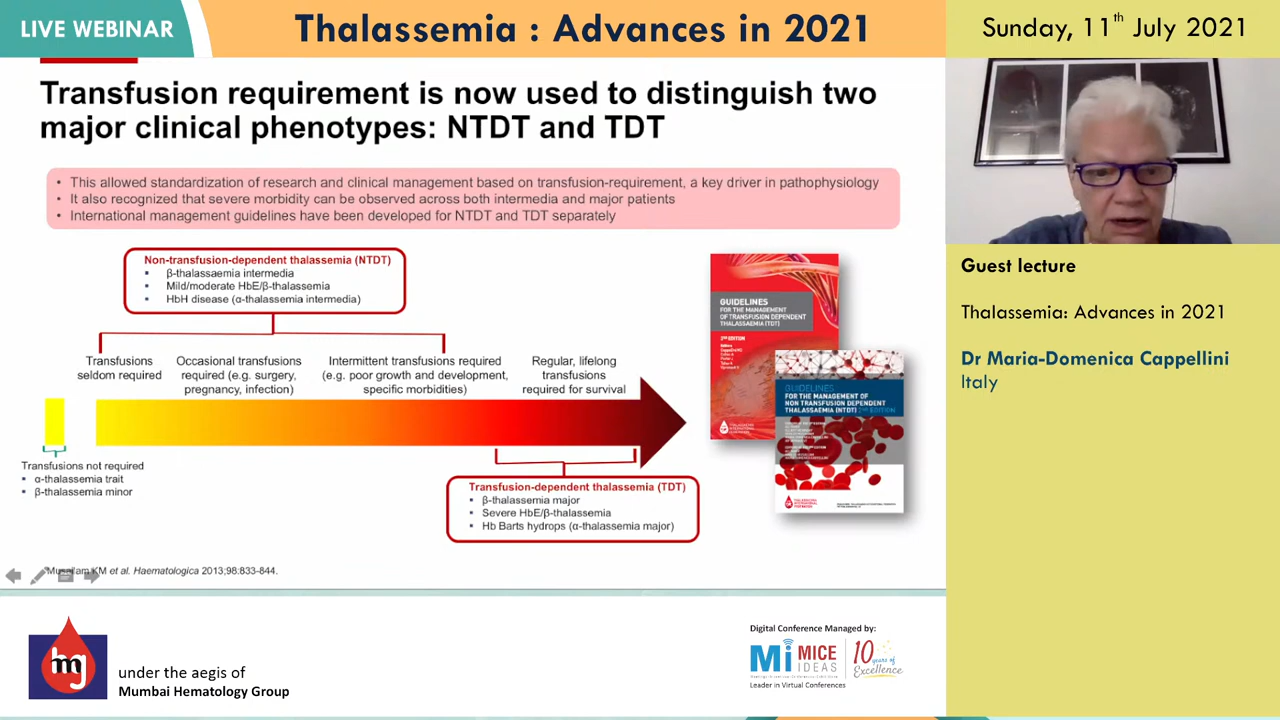 LIVE WEBINAR
Thalassemia : Advances in 2021
Sunday, 11th July 2021
Transfusion requirement is now used to distinguish two
major clinical phenotypes: NTDT and TDT
• This allowed standardization of research and clinical management based on transfusion-requirement, a key driver in pathophysiology
• It also recognized that severe morbidity can be observed across both intermedia and major patients
• International management guidelines have been developed for NTDT and TDT separately
Non-transfusion-dependent thalassemia (NTDT)
▪ β-thalassaemia intermedia
▪ Mild/moderate HbE/β-thalassemia
▪ HbH disease (α-thalassemia intermedia)
Transfusions
seldom required
Occasional transfusions
required (e.g. surgery,
pregnancy, infection)
Intermittent transfusions required
(e.g. poor growth and development,
specific morbidities)
Regular, lifelong
transfusions
required for survival
Transfusions not required
▪ α-thalassemia trait
▪ β-thalassemia minor
Transfusion-dependent thalassemia (TDT)
▪ β-thalassemia major
▪ Severe HbE/β-thalassemia
▪ Hb Barts hydrops (α-thalassemia major)
GUIDELINES
FOR THE MANAGEMENT
OF TRANSFUSION DEPENDENT
THALASSAEMIA (TDT)
GUIDELINES
FOR THE MANAGEMENT OF
NON TRANSFUSION DEPENDENT
THALASSAEMIA (NTDT) 2ND EDITION
Musallam KM et al. Haematologica 2013;98:833-844.
Guest lecture
Thalassemia: Advances in 2021
Dr Maria-Domenica Cappellini
Italy
hg
under the aegis of
Mumbai Hematology Group
Digital Conference Managed by:
Mi MICE
IDEAS
10 years of
Excellence
Leader in Virtual Conferences